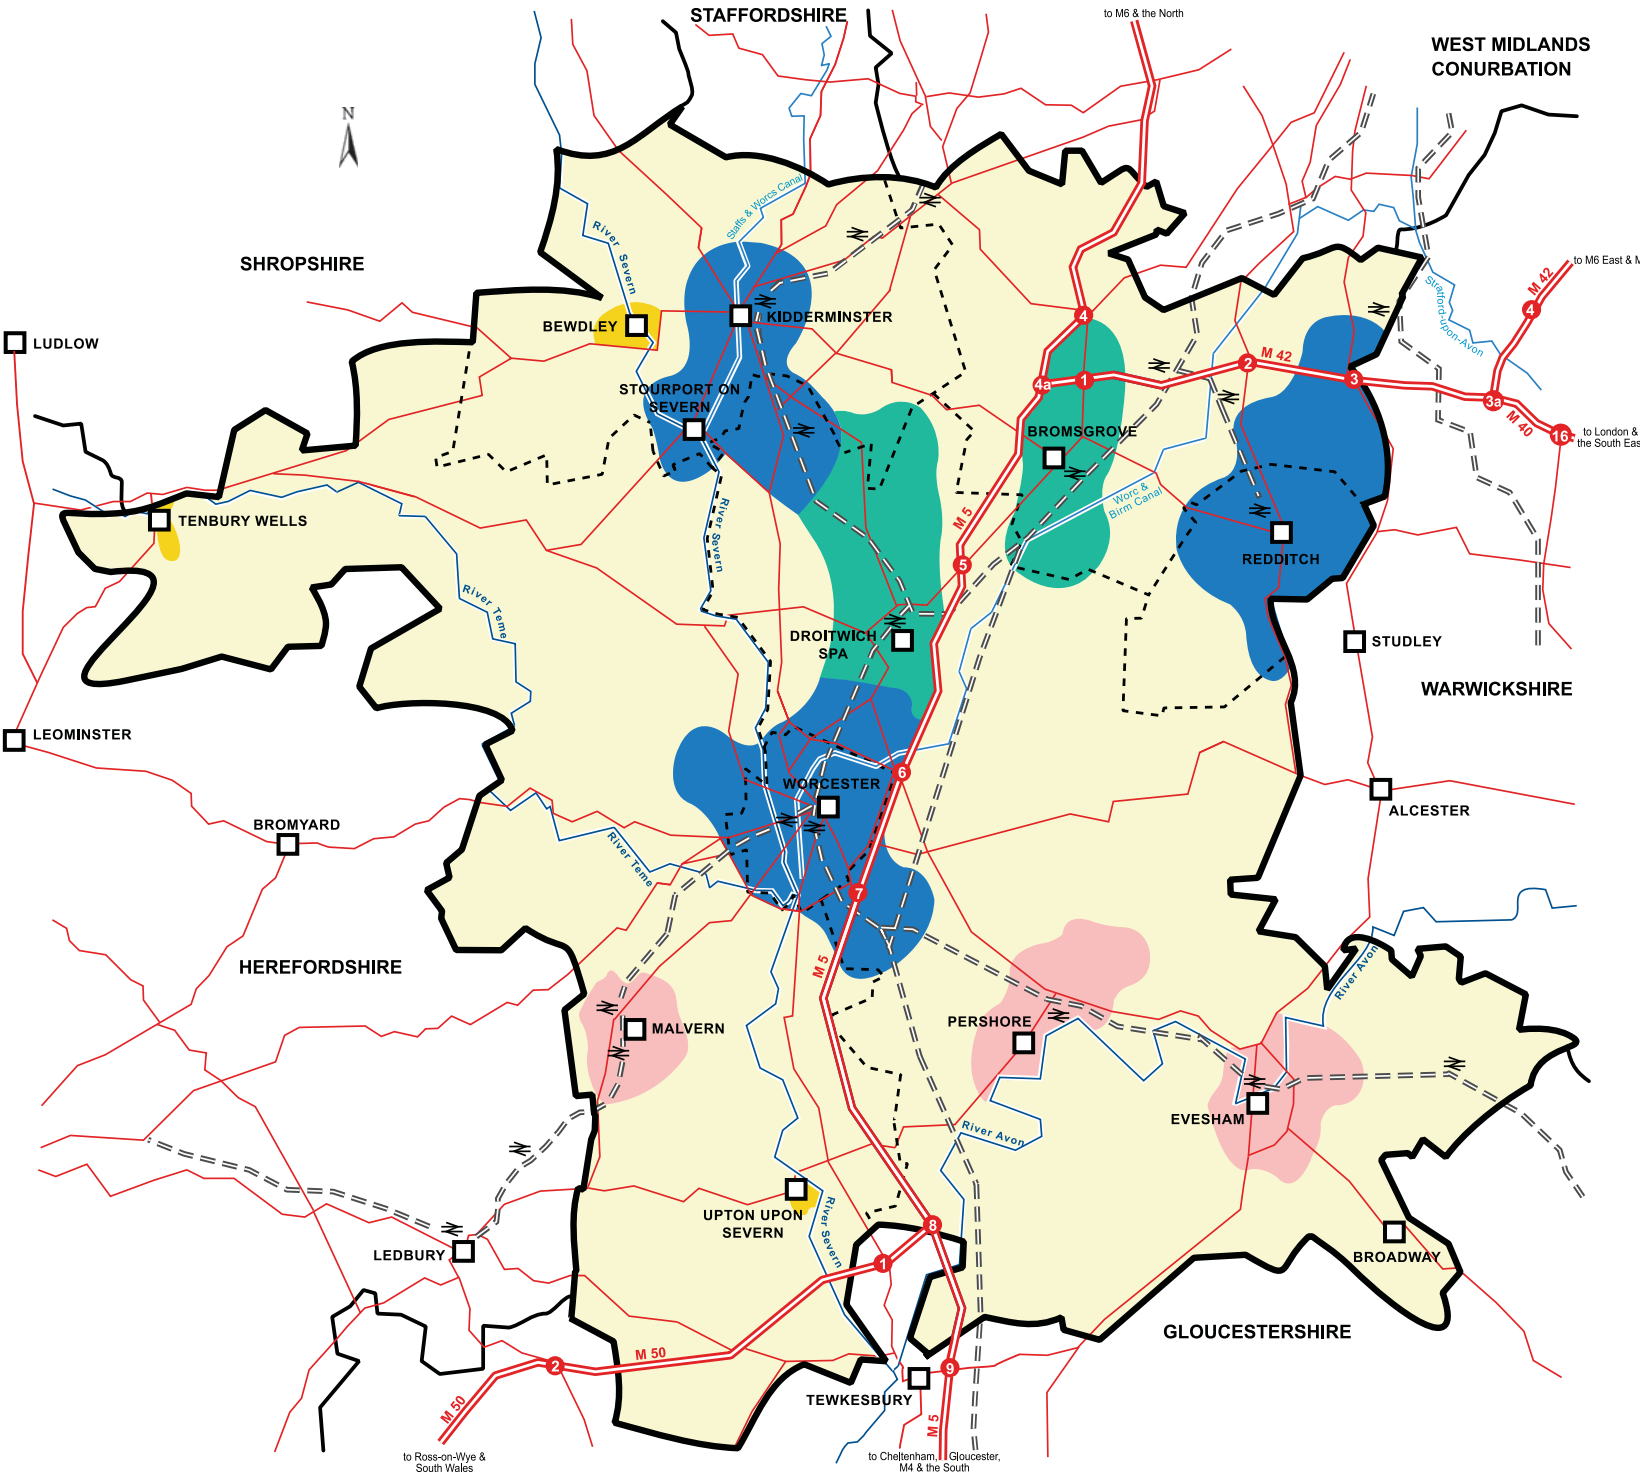 STAFFORDSHIRE
to M6 & the North
WEST MIDLANDS
CONURBATION
N
Staffs & Worcs Canal
River Severn
SHROPSHIRE
to M6 East & M
M 42
4
Stratford-upon-Avon
BEWDLEY
KIDDERMINSTER
4
LUDLOW
2
M 42
3
4a
1
3a
M 40
16
to London &
the South Eas
STOURPORT ON
SEVERN
BROMSGROVE
Worc &
Birm Canal
River Severn
M 5
TENBURY WELLS
5
REDDITCH
River Teme
DROITWICH
SPA
STUDLEY
WARWICKSHIRE
LEOMINSTER
6
WORCESTER
ALCESTER
BROMYARD
River Teme
7
HEREFORDSHIRE
M 5
River Avon
MALVERN
PERSHORE
EVESHAM
River Avon
UPTON UPON
SEVERN
River Severn
8
1
LEDBURY
BROADWAY
GLOUCESTERSHIRE
M 50
2
9
TEWKESBURY
M 50
M 5
to Ross-on-Wye &
South Wales
to Cheltenham, Gloucester,
M4 & the South